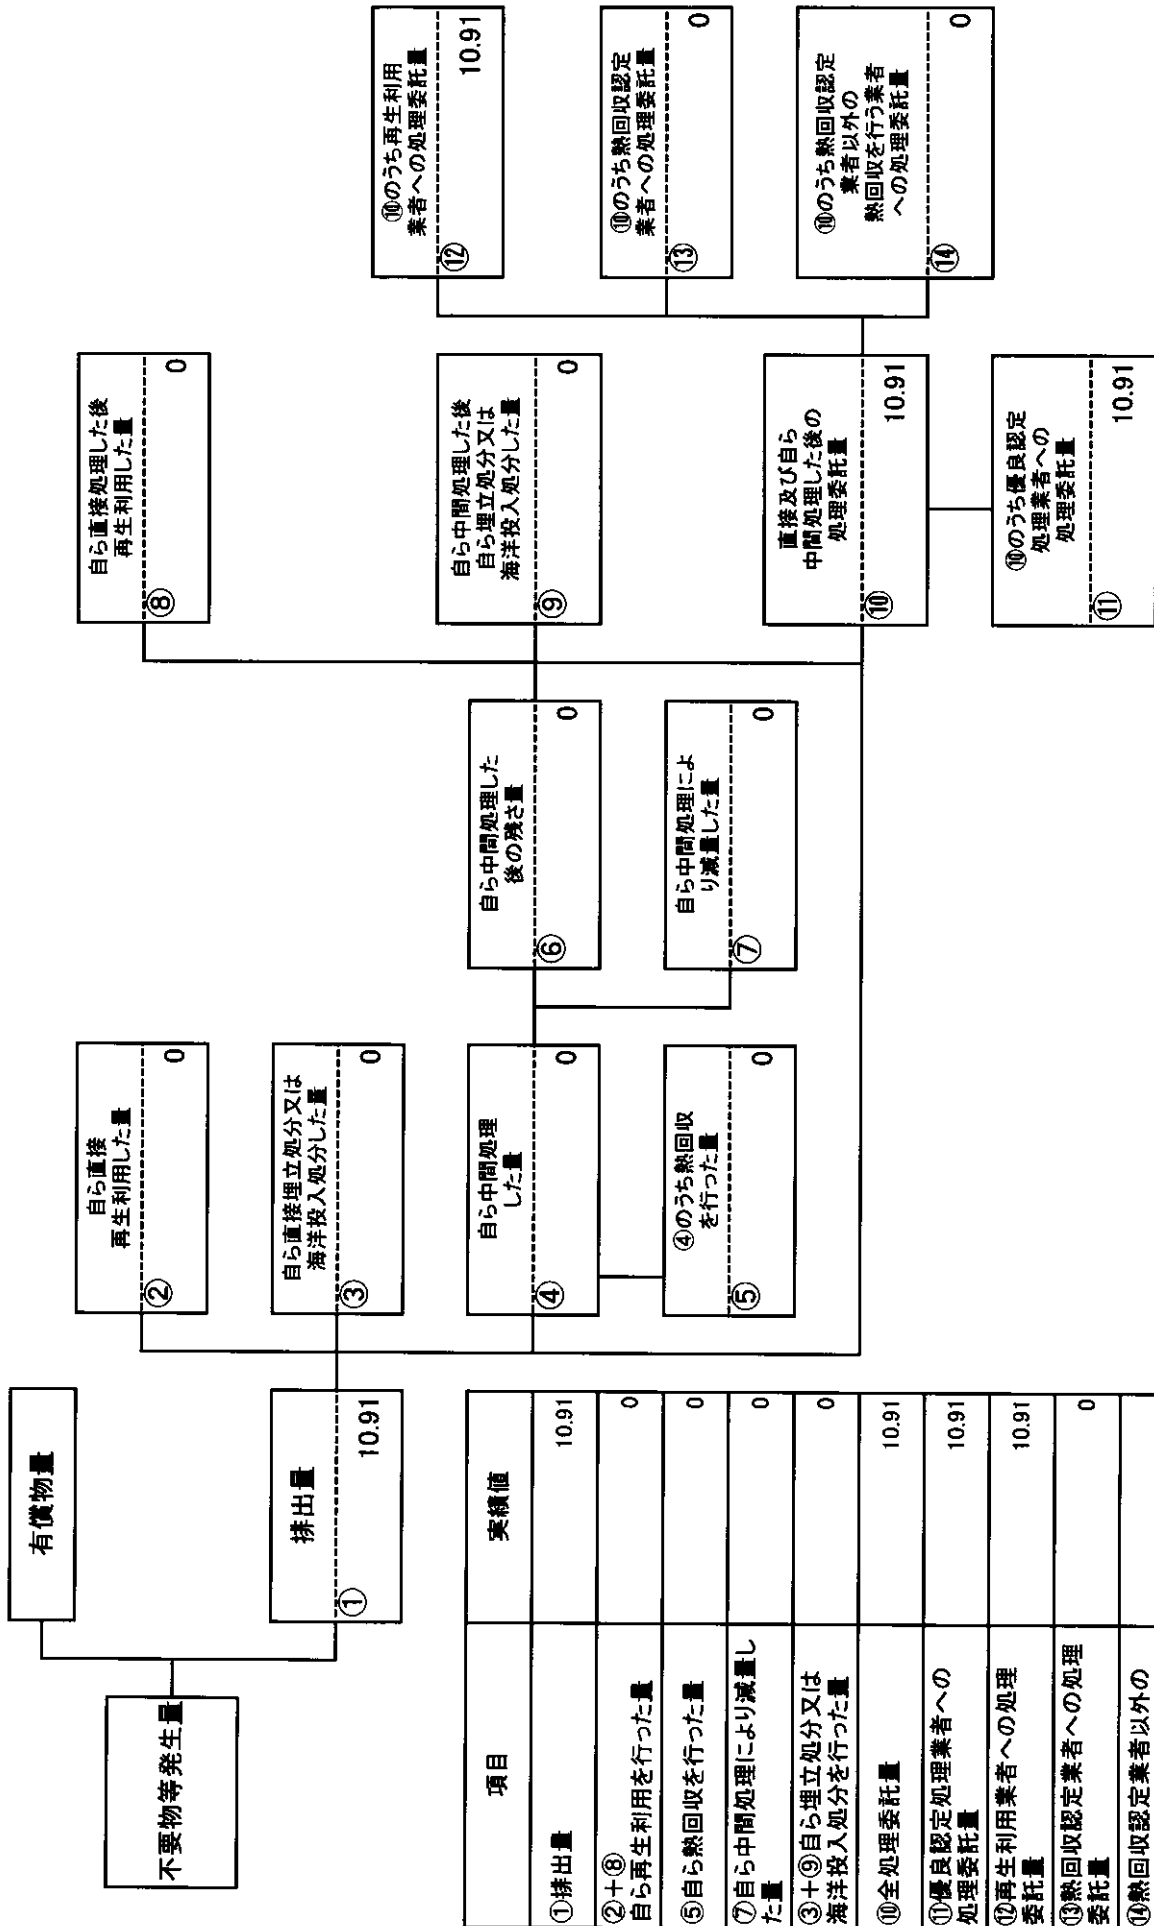 不要物等発生量
有償物量
排出量
①
10.91
自ら直接
再生利用した量
②
0
自ら直接埋立処分又は
海洋投入処分した量
③
0
自ら中間処理
した量
④
0
④のうち熱回収
を行った量
⑤
0
自ら中間処理した
後の残さ量
⑥
0
自ら中間処理によ
り減量した量
⑦
0
自ら直接処理した後
再生利用した量
⑧
0
自ら中間処理した後
自ら埋立処分又は
海洋投入処分した量
⑨
0
直接及び自ら
中間処理した後の
処理委託量
⑩
10.91
⑩のうち優良認定
処理業者への
処理委託量
⑪
10.91
⑩のうち再生利用
業者への処理委託量
⑫
10.91
⑩のうち熱回収認定
業者への処理委託量
⑬
0
⑩のうち熱回収認定
業者以外の
熱回収を行う業者
への処理委託量
⑭
0
項目 実績値
①排出量 10.91
②+⑧
自ら再生利用を行った量 0
⑤自ら熱回収を行った量 0
⑦自ら中間処理により減量し
た量 0
③+⑨自ら埋立処分又は
海洋投入処分を行った量 0
⑩全処理委託量 10.91
⑪優良認定処理業者への
処理委託量 10.91
⑫再生利用業者への処理
委託量 10.91
⑬熱回収認定業者への処理
委託量 0
⑭熱回収認定業者以外の